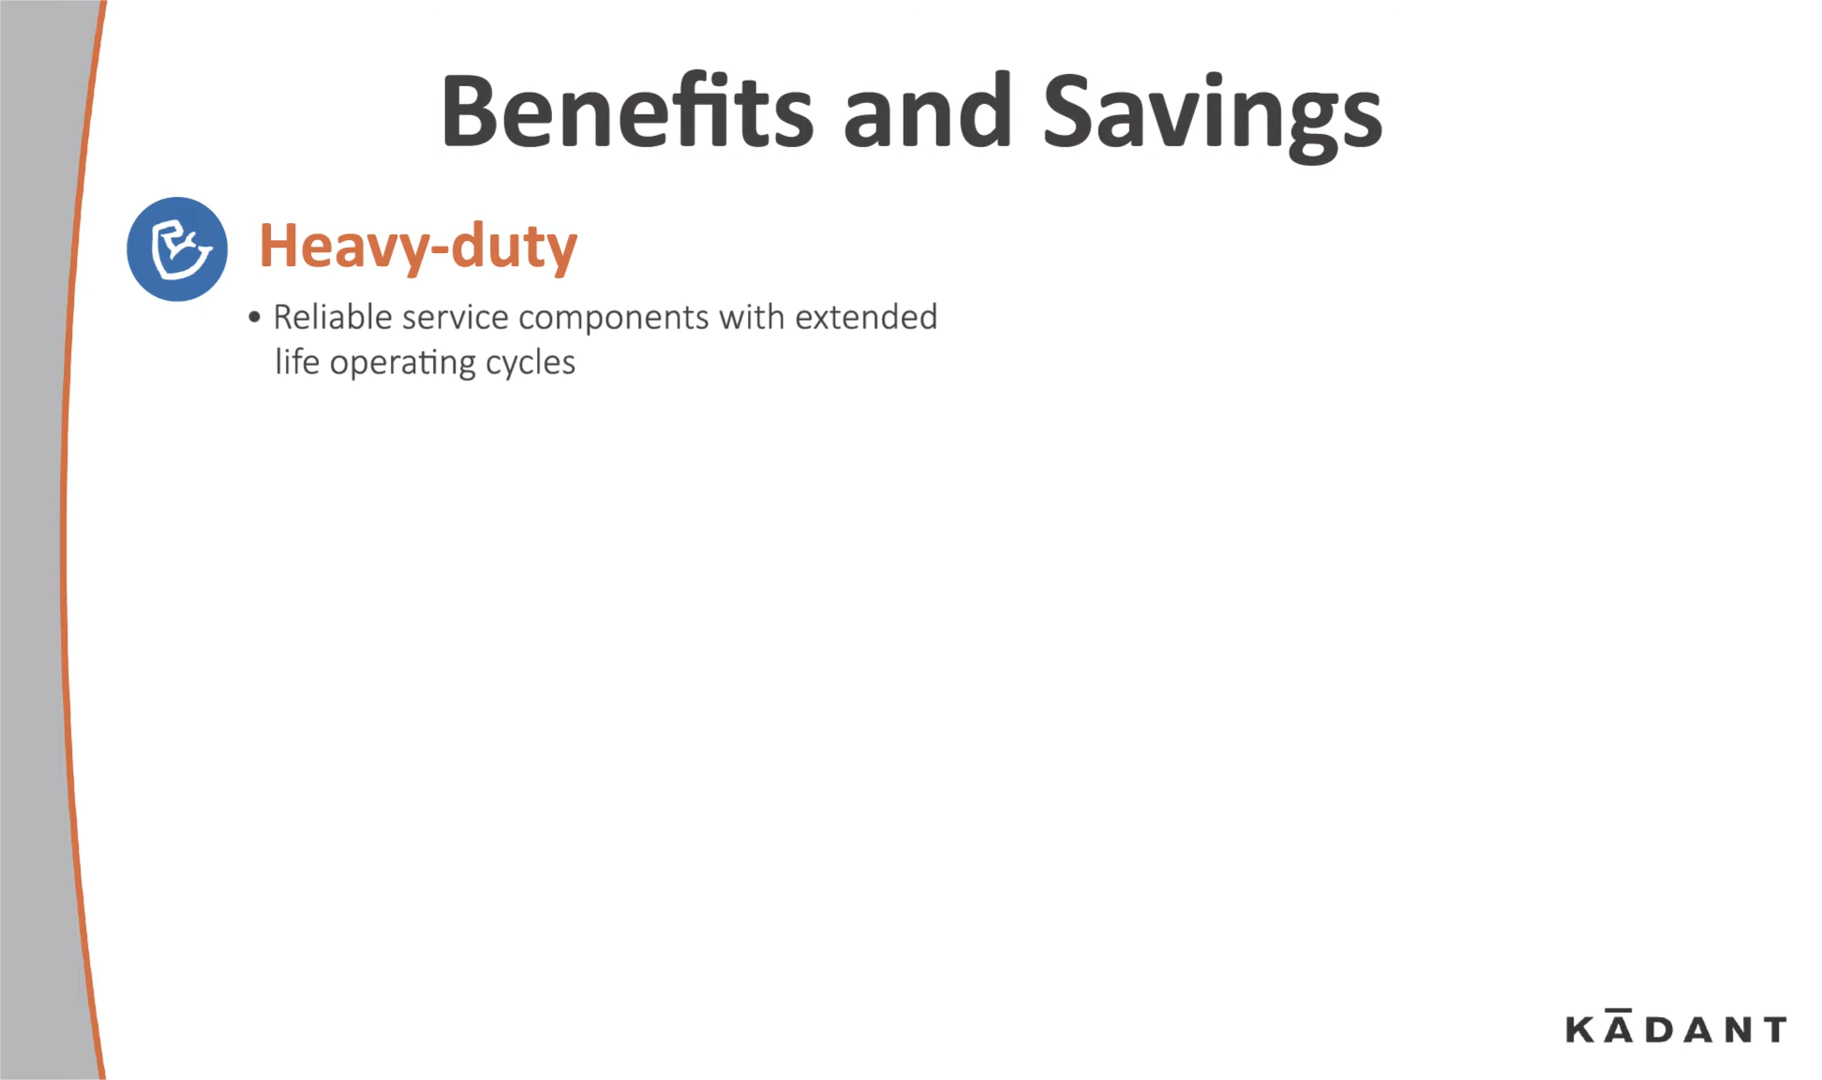 Benefits and Savings
Heavy-duty
• Reliable service components with extended
life operating cycles
KĀDANT